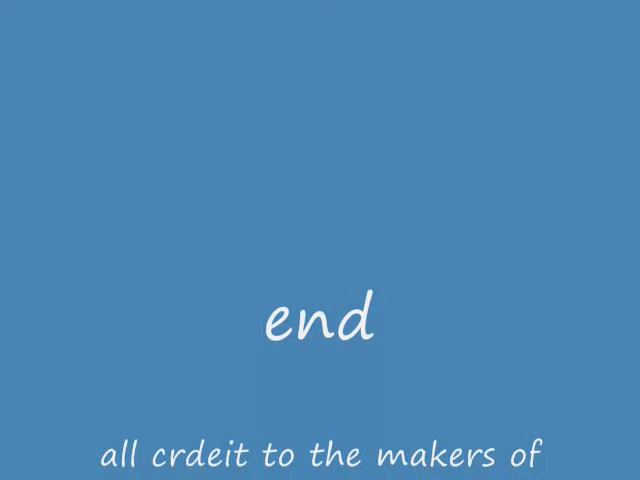 end
all crdeit to the makers of